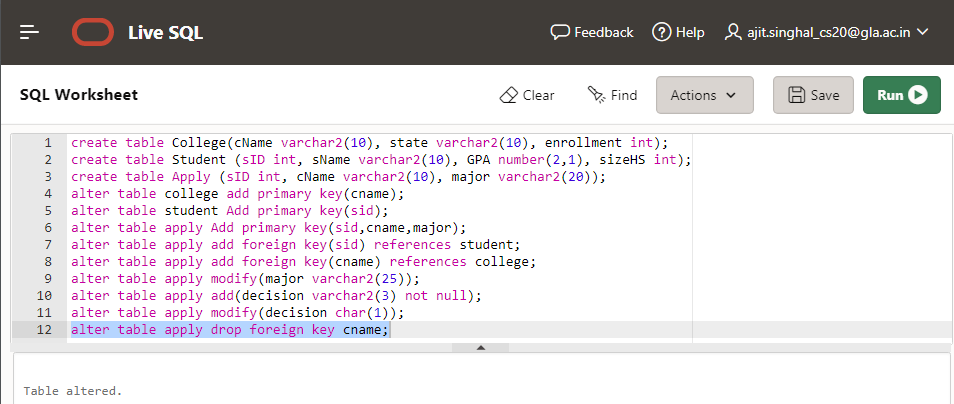 Live SQL
Feedback
Help
ajit.singhal_cs20@gla.ac.in
SQL Worksheet
Clear
Find
Actions
Save
Run
1 create table College(cName varchar2(10), state varchar2(10), enrollment int);
2 create table Student (sID int, sName varchar2(10), GPA number(2,1), sizeHS int);
3 create table Apply (sID int, cName varchar2(10), major varchar2(20));
4 alter table college add primary key(cname);
5 alter table student Add primary key(sid);
6 alter table apply Add primary key(sid,cname,major);
7 alter table apply add foreign key(sid) references student;
8 alter table apply add foreign key(cname) references college;
9 alter table apply modify(major varchar2(25));
10 alter table apply add(decision varchar2(3) not null);
11 alter table apply modify(decision char(1));
12 alter table apply drop foreign key cname;
Table altered.